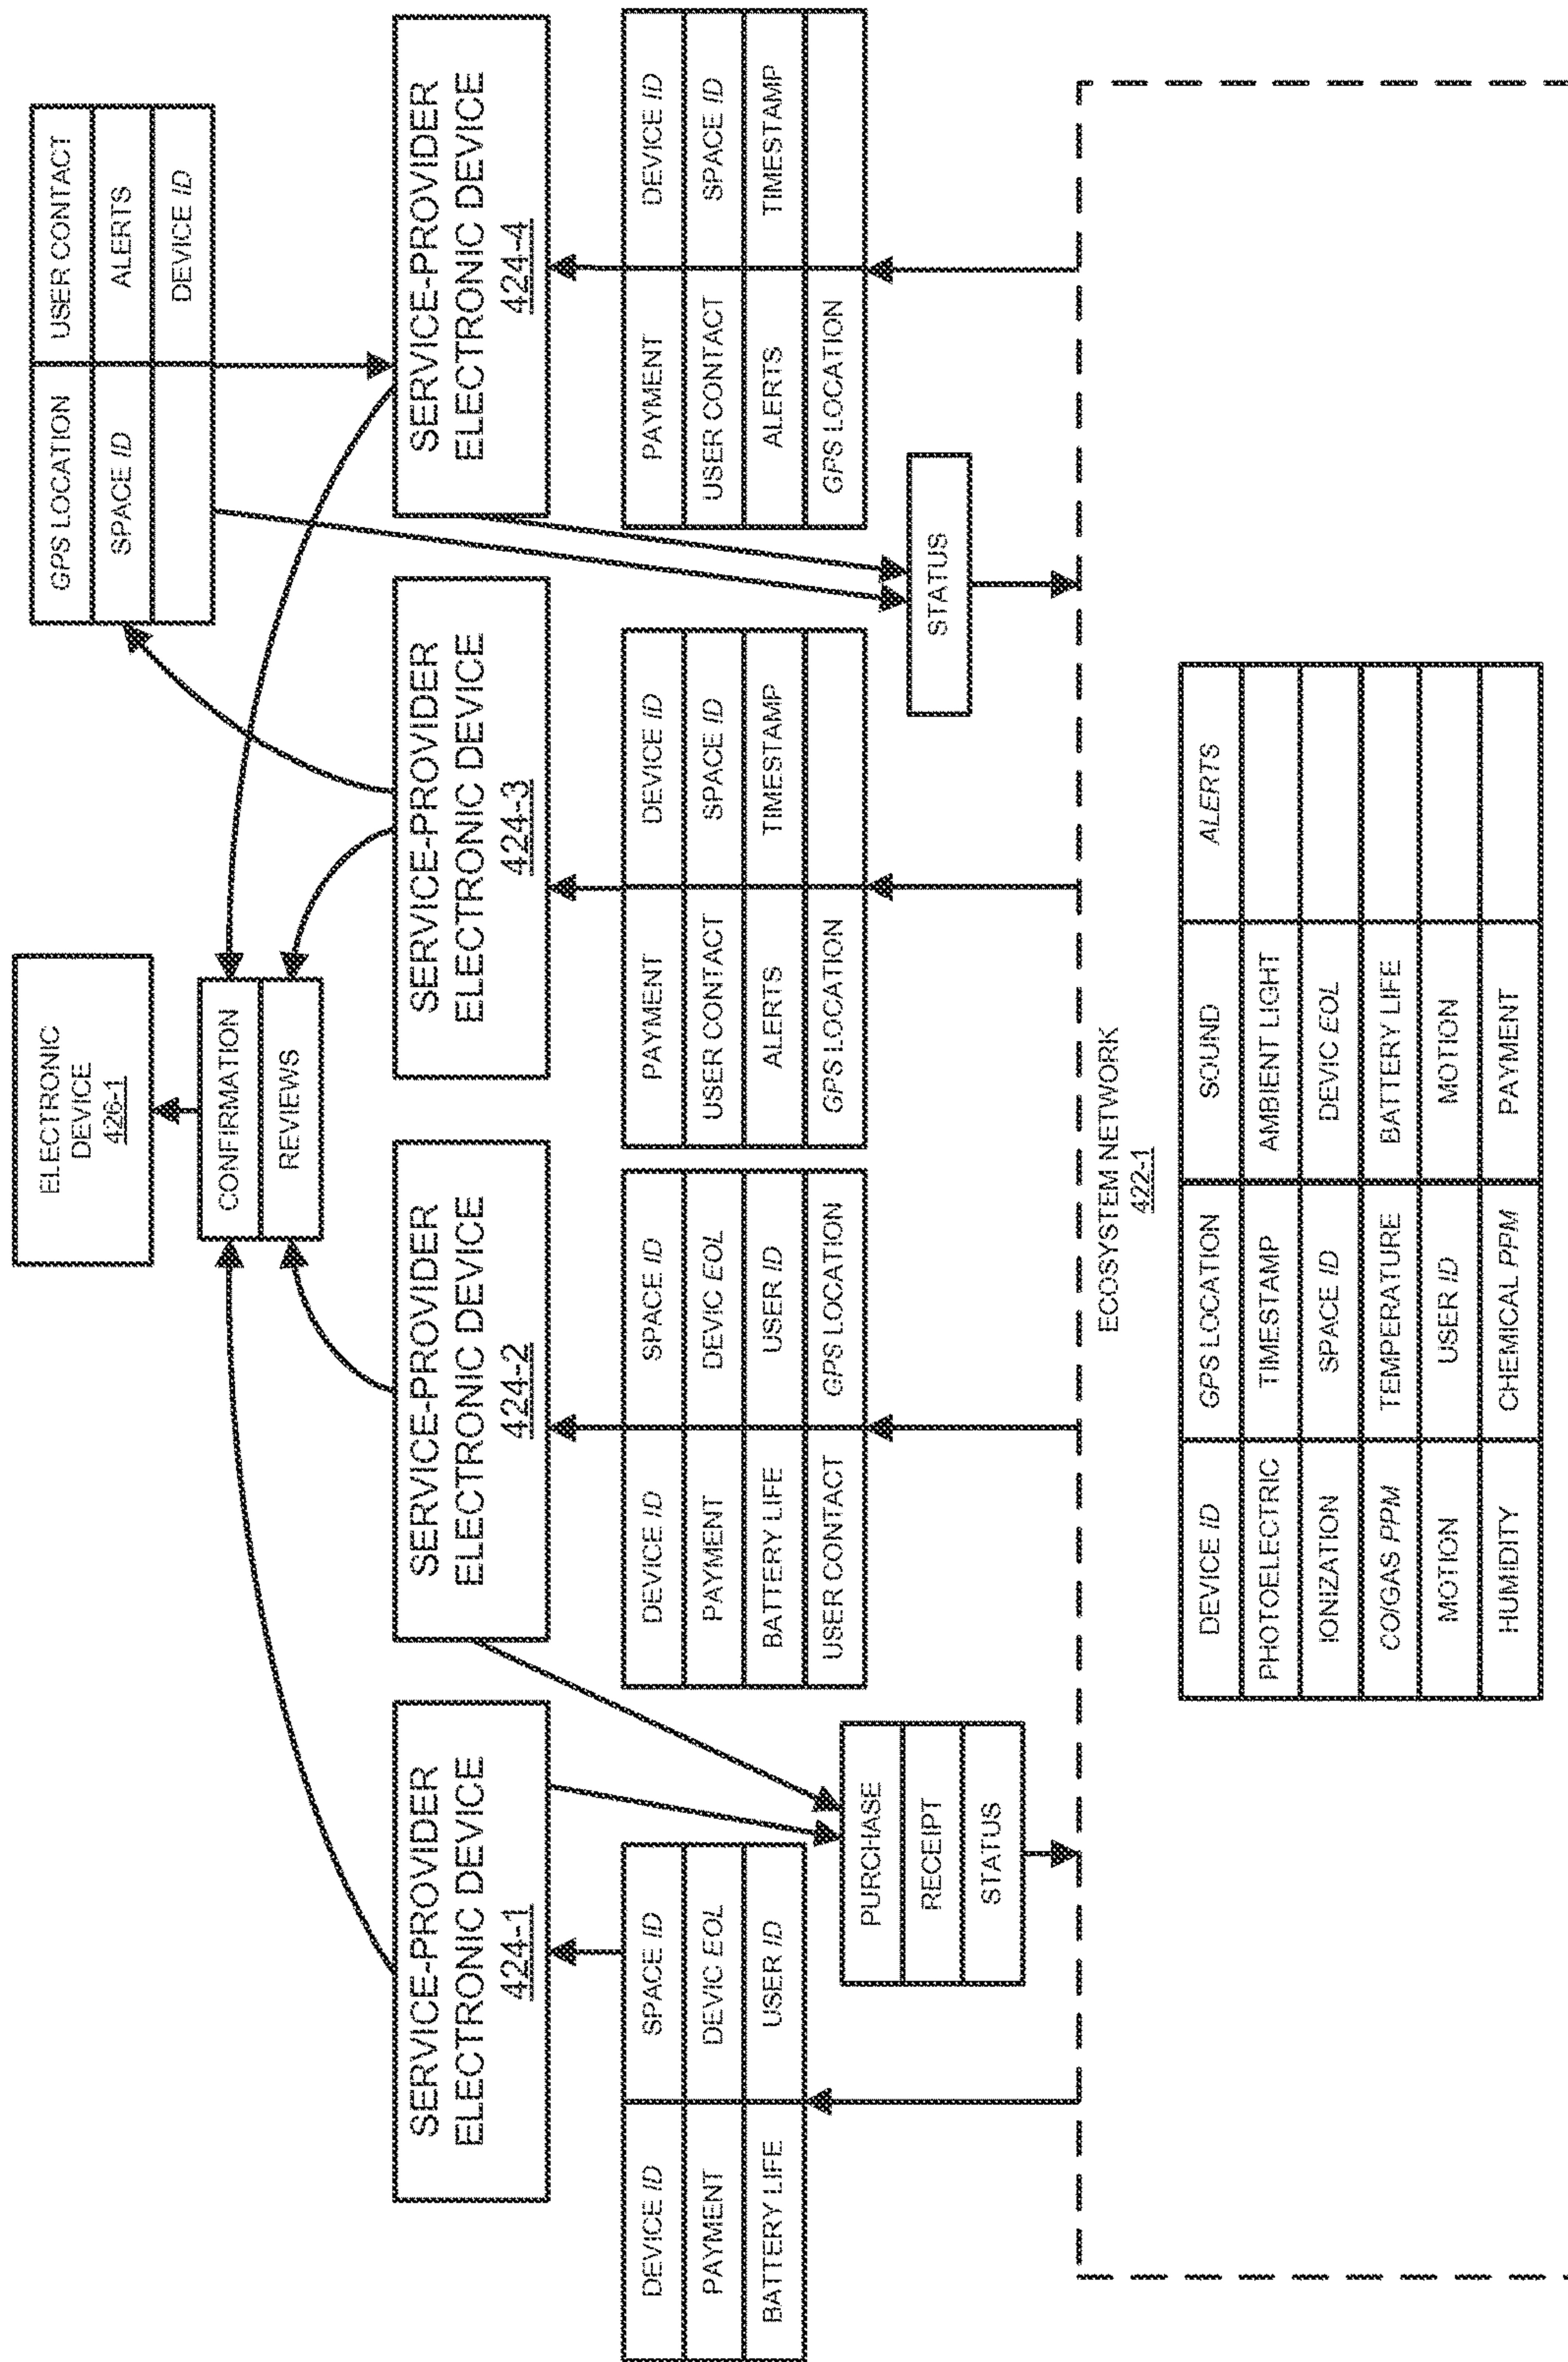 ELECTRONIC
DEVICE
426-1
CONFIRMATION
REVIEWS
GPS LOCATION USER CONTACT
SPACE ID ALERTS
DEVICE ID
SERVICE-PROVIDER
ELECTRONIC DEVICE
424-1
SERVICE-PROVIDER
ELECTRONIC DEVICE
424-2
SERVICE-PROVIDER
ELECTRONIC DEVICE
424-3
SERVICE-PROVIDER
ELECTRONIC DEVICE
424-4
DEVICE ID SPACE ID
PAYMENT DEVIC EOL
BATTERY LIFE USER ID
PURCHASE
RECEIPT
STATUS
DEVICE ID SPACE ID
PAYMENT DEVIC EOL
BATTERY LIFE USER ID
USER CONTACT GPS LOCATION
PAYMENT DEVICE ID
USER CONTACT SPACE ID
ALERTS TIMESTAMP
GPS LOCATION
STATUS
PAYMENT DEVICE ID
USER CONTACT SPACE ID
ALERTS TIMESTAMP
GPS LOCATION
ECOSYSTEM NETWORK
422-1
DEVICE ID GPS LOCATION SOUND ALERTS
PHOTOELECTRIC TIMESTAMP AMBIENT LIGHT
IONIZATION SPACE ID DEVIC EOL
CO/GAS PPM TEMPERATURE BATTERY LIFE
MOTION USER ID MOTION
HUMIDITY CHEMICAL PPM PAYMENT